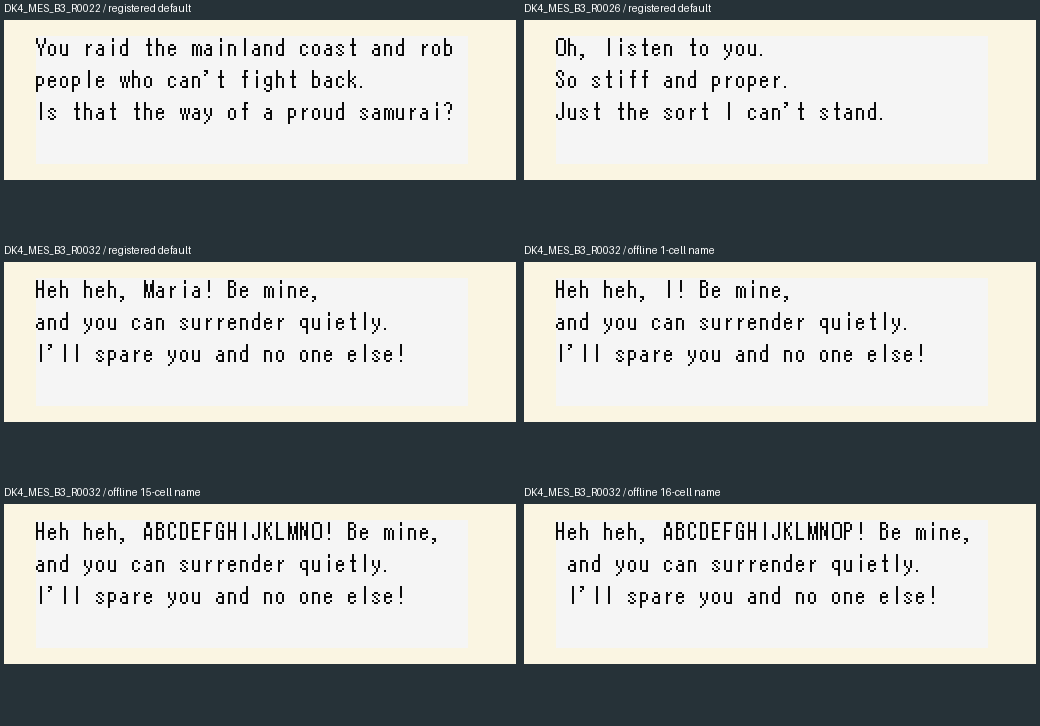 DK4_MES_B3_R0022 / registered default
You raid the mainland coast and rob
people who can't fight back.
Is that the way of a proud samurai?
DK4_MES_B3_R0026 / registered default
Oh, listen to you.
So stiff and proper.
Just the sort I can't stand.
DK4_MES_B3_R0032 / registered default
Heh heh, Maria! Be mine,
and you can surrender quietly.
I'll spare you and no one else!
DK4_MES_B3_R0032 / offline 1-cell name
Heh heh, I! Be mine,
and you can surrender quietly.
I'll spare you and no one else!
DK4_MES_B3_R0032 / offline 15-cell name
Heh heh, ABCDEFGHIJKLMNO! Be mine,
and you can surrender quietly.
I'll spare you and no one else!
DK4_MES_B3_R0032 / offline 16-cell name
Heh heh, ABCDEFGHIJKLMNOP! Be mine,
and you can surrender quietly.
I'll spare you and no one else!